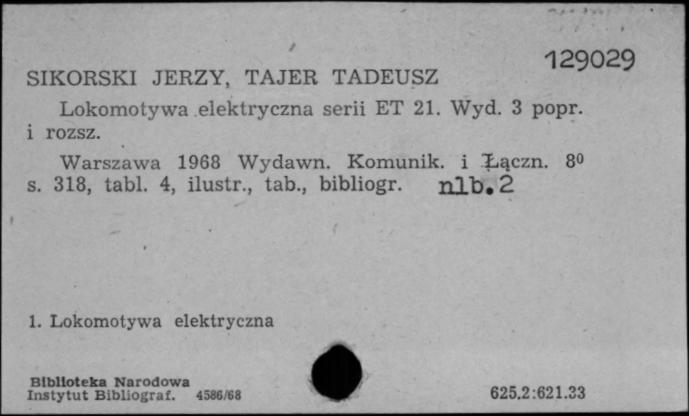 129029
SIKORSKI JERZY, TAJER TADEUSZ
Lokomotywa elektryczna serii ET 21. Wyd. 3 popr.
i rozsz.
Warszawa 1968 Wydawn. Komunik. i Łączn. 8⁰
s. 318, tabl. 4, ilustr., tab., bibliogr. nlb. 2
1. Lokomotywa elektryczna
Biblioteka Narodowa
Instytut Bibliograf. 4586/68
625.2:621.33